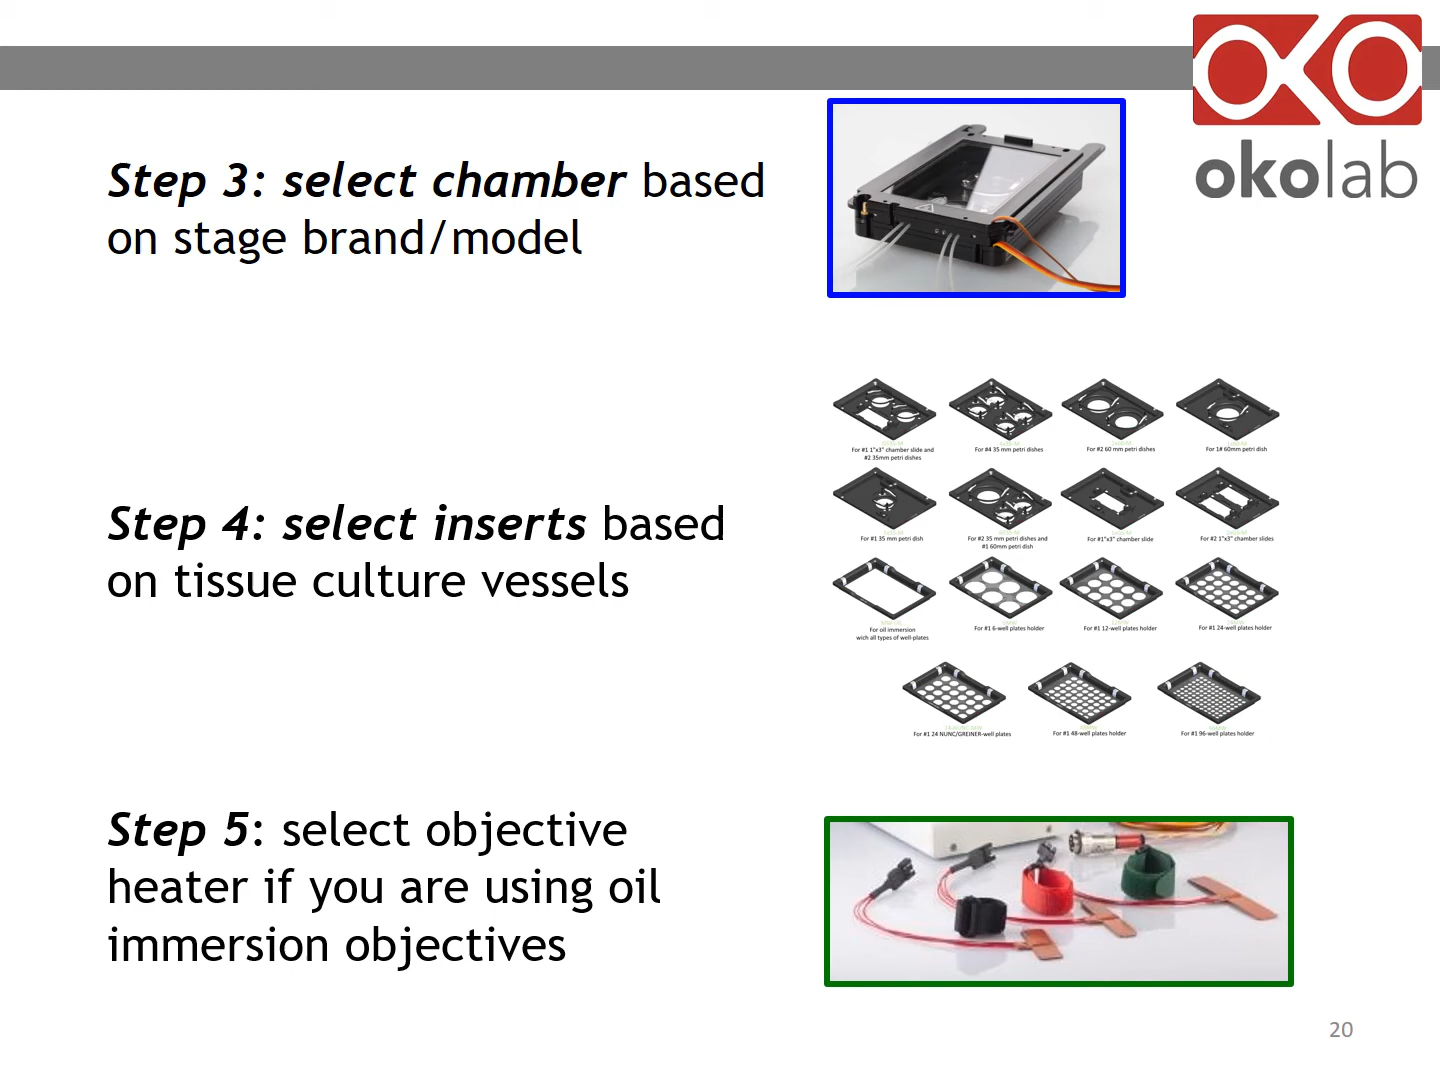 OKO
okolab
Step 3: select chamber based
on stage brand/model
For #1 1"x3" chamber slide and
#2 35mm petri dishes
For #4 35 mm petri dishes
For #2 60 mm petri dishes
For 1# 60mm petri dish
For #1 35 mm petri dish
For #2 35 mm petri dishes and
#1 60mm petri dish
For #1"x3" chamber slide
For #2 1"x3" chamber slides
Step 4: select inserts based
on tissue culture vessels
For oil immersion
wich all types of well-plates
For #1 6-well plates holder
For #1 12-well plates holder
For #1 24-well plates holder
For #1 24 NUNC/GREINER-well plates
For #1 48-well plates holder
For #1 96-well plates holder
Step 5: select objective
heater if you are using oil
immersion objectives
20